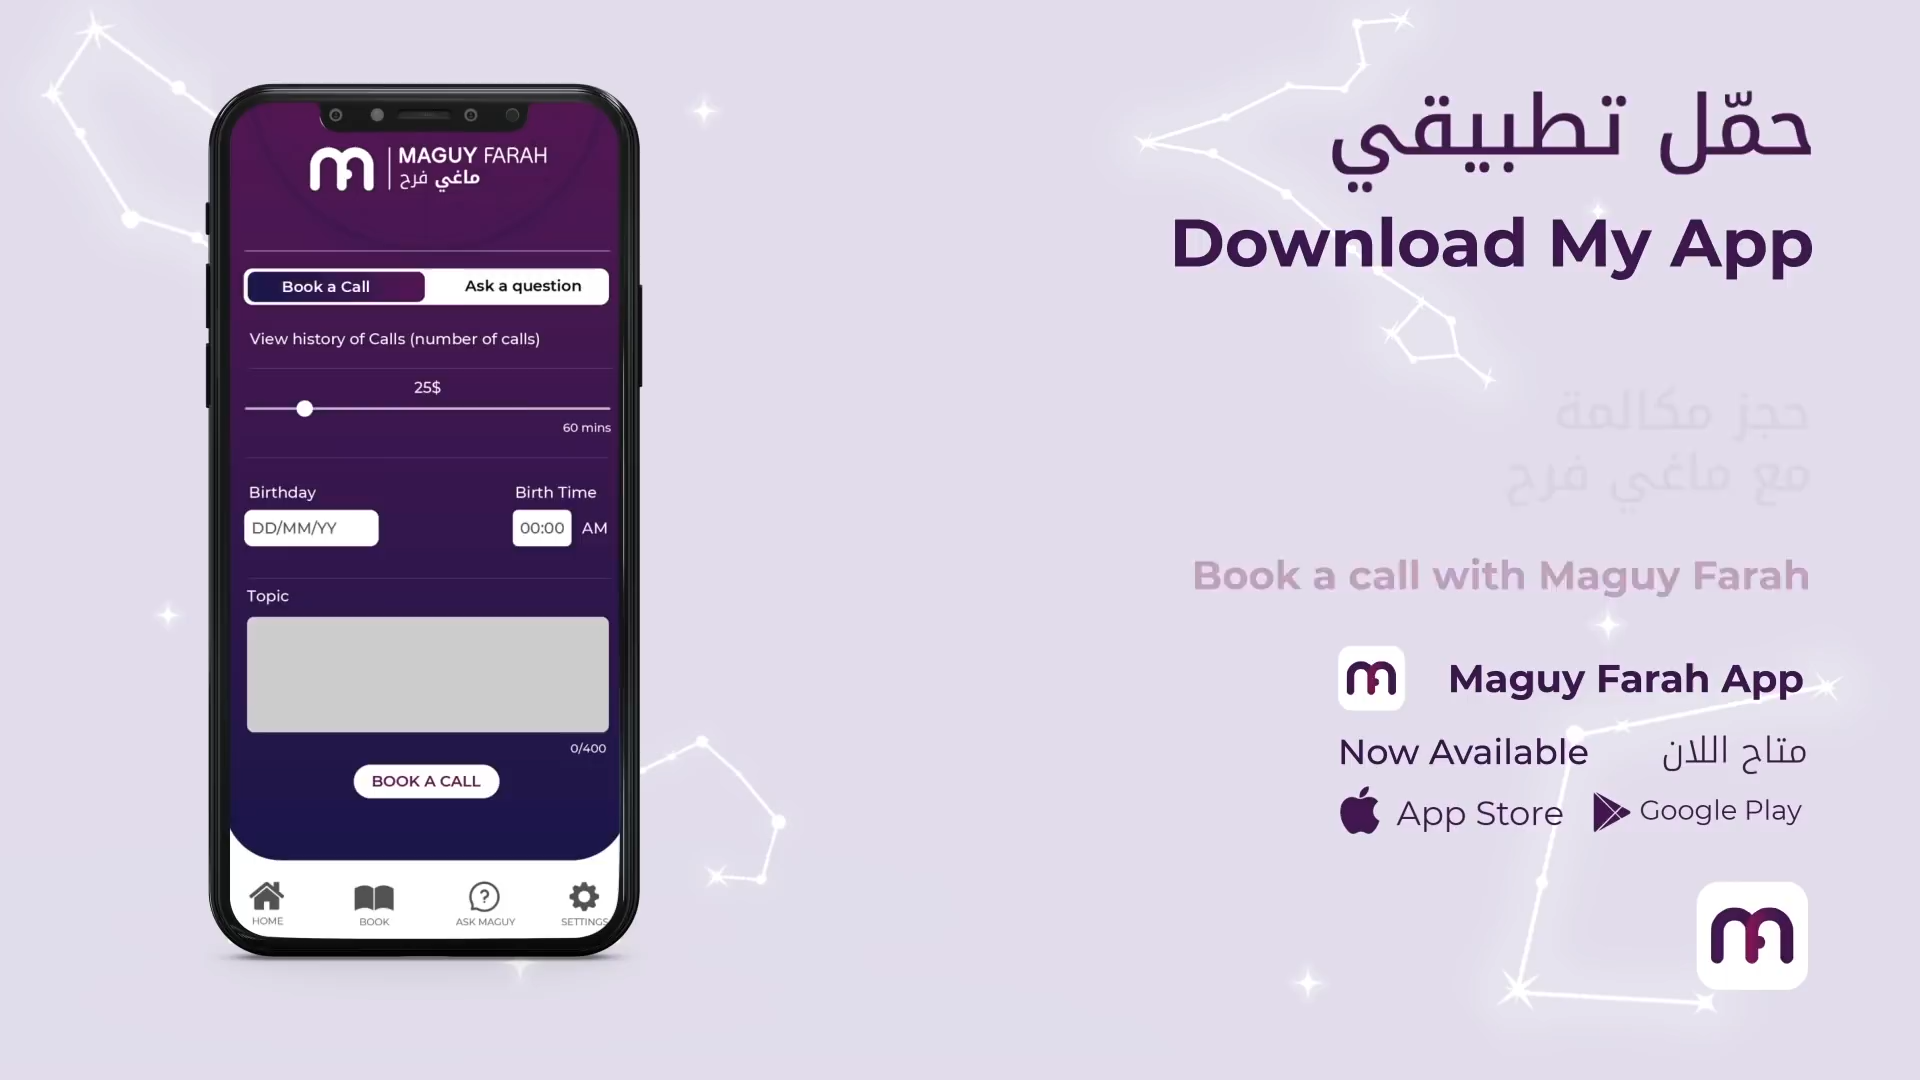 MAGUY FARAH
ماغي فرح
Book a Call
Ask a question
View history of Calls (number of calls)
25$
60 mins
Birthday
Birth Time
DD/MM/YY
00:00 AM
Topic
0/400
BOOK A CALL
HOME
BOOK
ASK MAGUY
SETTINGS
حمّل تطبيقي
Download My App
حجز مكالمة
مع ماغي فرح
Book a call with Maguy Farah
Maguy Farah App
Now Available
متاح اللان
App Store
Google Play